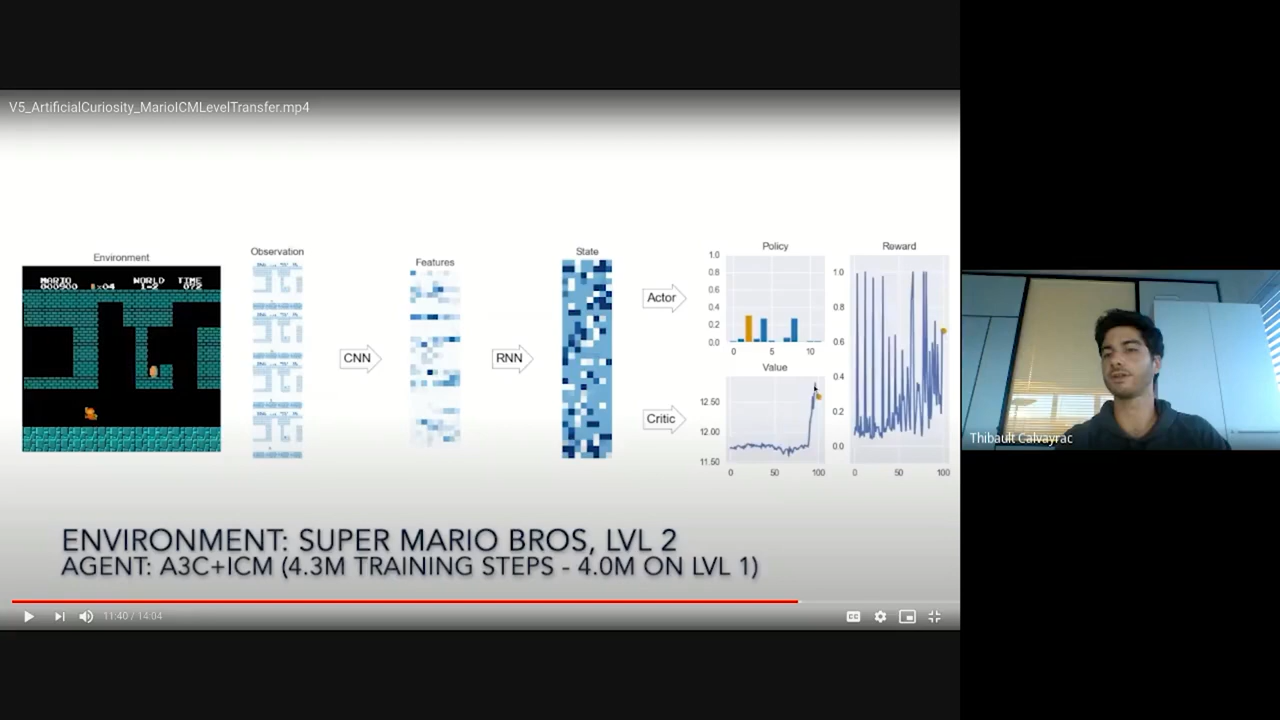 V5_ArtificialCuriosity_MarioICMLevelTransfer.mp4
Environment
MARIO WORLD TIME
1-2
Observation
CNN
Features
RNN
State
Actor
Critic
Policy
1.0
0.8
0.6
0.4
0.2
0.0
0 5 10
Value
12.50
12.00
11.50
0 50 100
Reward
1.0
0.8
0.6
0.4
0.2
0.0
0 50 100
Thibault Calvayrac
ENVIRONMENT: SUPER MARIO BROS, LVL 2
AGENT: A3C+ICM (4.3M TRAINING STEPS - 4.0M ON LVL 1)
11:40 / 14:04
CC